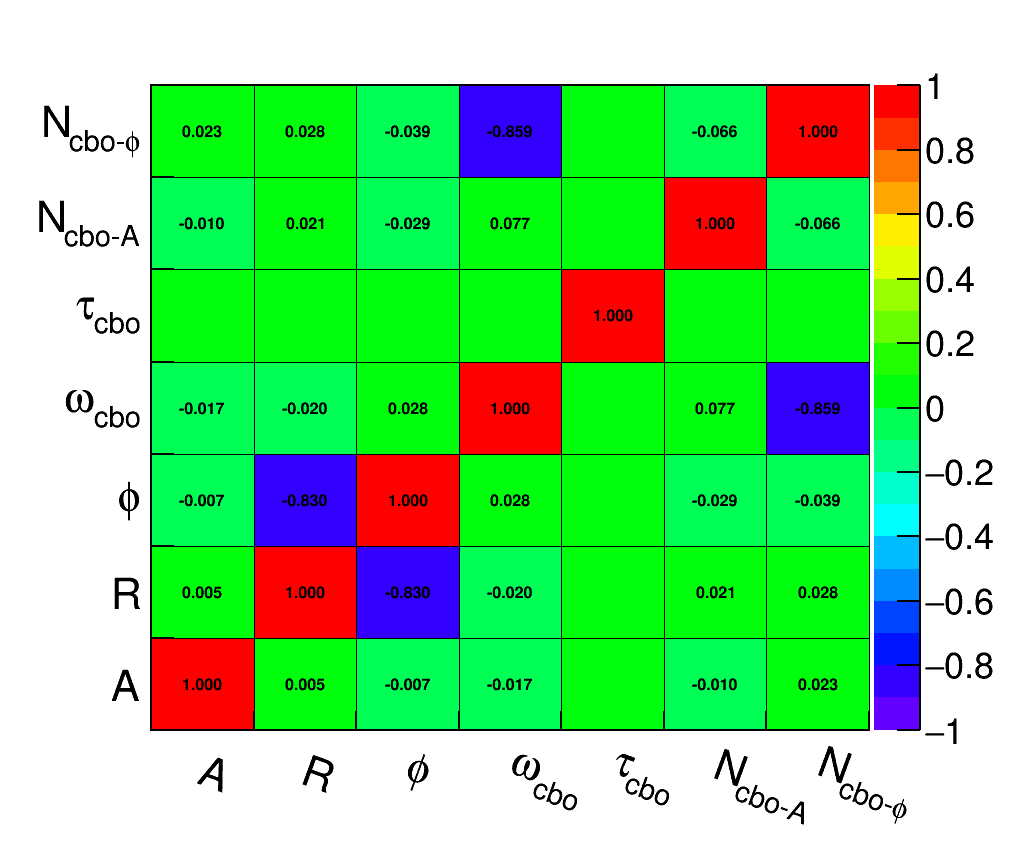 N_cbo-ϕ 0.023 0.028 -0.039 -0.859 -0.066 1.000
N_cbo-A -0.010 0.021 -0.029 0.077 1.000 -0.066
τ_cbo 1.000
ω_cbo -0.017 -0.020 0.028 1.000 0.077 -0.859
ϕ -0.007 -0.830 1.000 0.028 -0.029 -0.039
R 0.005 1.000 -0.830 -0.020 0.021 0.028
A 1.000 0.005 -0.007 -0.017 -0.010 0.023
A R ϕ ω_cbo τ_cbo N_cbo-A N_cbo-ϕ
1
0.8
0.6
0.4
0.2
0
−0.2
−0.4
−0.6
−0.8
−1